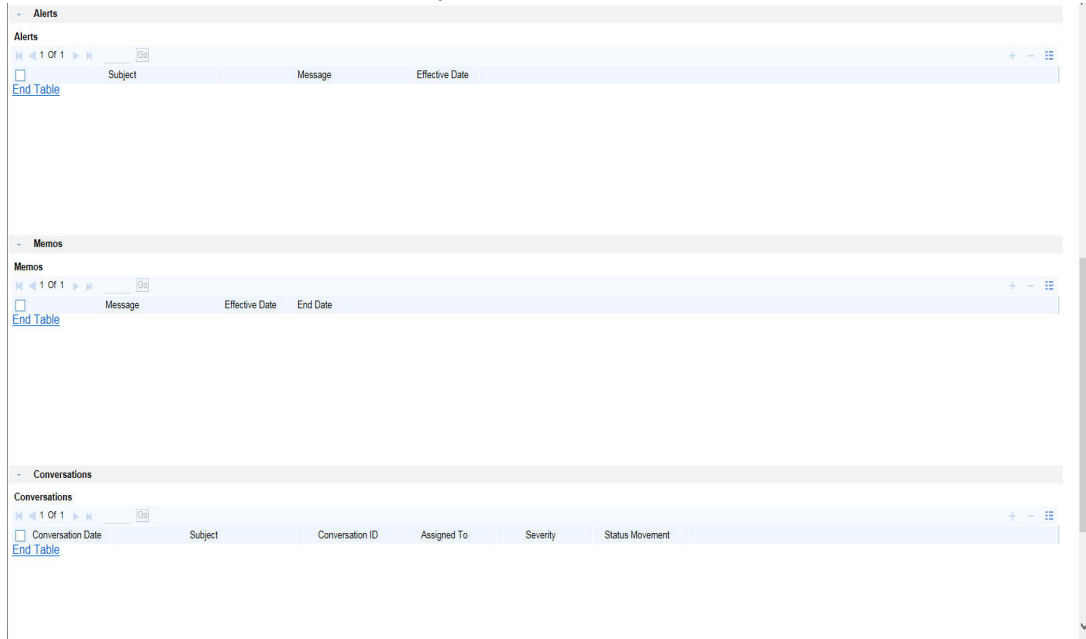 - Alerts
Alerts
1 Of 1 Go
Subject Message Effective Date
End Table
- Memos
Memos
1 Of 1 Go
Message Effective Date End Date
End Table
- Conversations
Conversations
1 Of 1 Go
Conversation Date Subject Conversation ID Assigned To Severity Status Movement
End Table